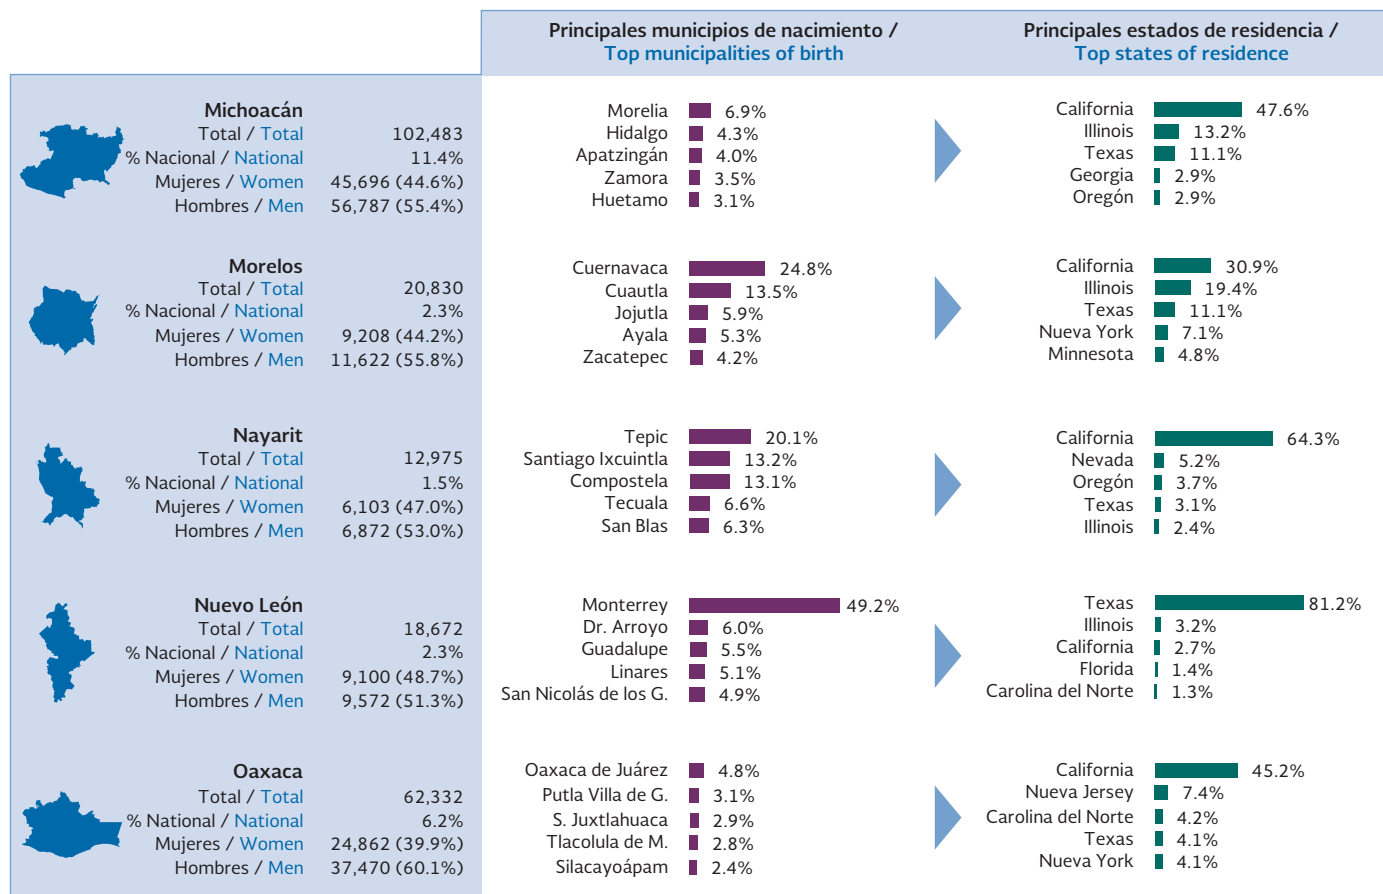 Principales municipios de nacimiento /
Top municipalities of birth
Principales estados de residencia /
Top states of residence
Michoacán
Total / Total 102,483
% Nacional / National 11.4%
Mujeres / Women 45,696 (44.6%)
Hombres / Men 56,787 (55.4%)
Morelia 6.9%
Hidalgo 4.3%
Apatzingán 4.0%
Zamora 3.5%
Huetamo 3.1%
California 47.6%
Illinois 13.2%
Texas 11.1%
Georgia 2.9%
Oregón 2.9%
Morelos
Total / Total 20,830
% Nacional / National 2.3%
Mujeres / Women 9,208 (44.2%)
Hombres / Men 11,622 (55.8%)
Cuernavaca 24.8%
Cuautla 13.5%
Jojutla 5.9%
Ayala 5.3%
Zacatepec 4.2%
California 30.9%
Illinois 19.4%
Texas 11.1%
Nueva York 7.1%
Minnesota 4.8%
Nayarit
Total / Total 12,975
% Nacional / National 1.5%
Mujeres / Women 6,103 (47.0%)
Hombres / Men 6,872 (53.0%)
Tepic 20.1%
Santiago Ixcuintla 13.2%
Compostela 13.1%
Tecuala 6.6%
San Blas 6.3%
California 64.3%
Nevada 5.2%
Oregón 3.7%
Texas 3.1%
Illinois 2.4%
Nuevo León
Total / Total 18,672
% Nacional / National 2.3%
Mujeres / Women 9,100 (48.7%)
Hombres / Men 9,572 (51.3%)
Monterrey 49.2%
Dr. Arroyo 6.0%
Guadalupe 5.5%
Linares 5.1%
San Nicolás de los G. 4.9%
Texas 81.2%
Illinois 3.2%
California 2.7%
Florida 1.4%
Carolina del Norte 1.3%
Oaxaca
Total / Total 62,332
% National / National 6.2%
Mujeres / Women 24,862 (39.9%)
Hombres / Men 37,470 (60.1%)
Oaxaca de Juárez 4.8%
Putla Villa de G. 3.1%
S. Juxtlahuaca 2.9%
Tlacolula de M. 2.8%
Silacayoápam 2.4%
California 45.2%
Nueva Jersey 7.4%
Carolina del Norte 4.2%
Texas 4.1%
Nueva York 4.1%